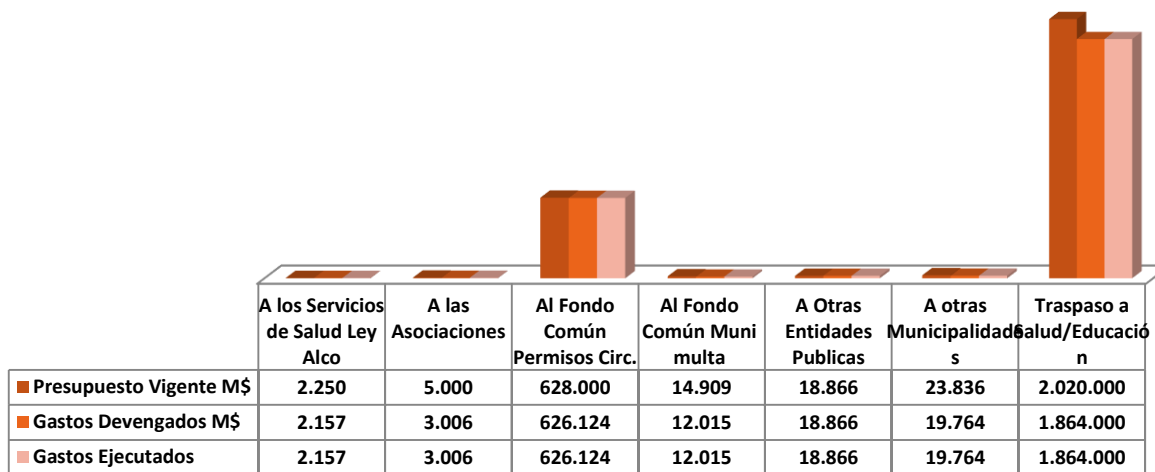 A los Servicios de Salud Ley Alco
A las Asociaciones
Al Fondo Común Permisos Circ.
Al Fondo Común Muni multa
A Otras Entidades Publicas
A otras Municipalidades
Traspaso a Salud/Educación
Presupuesto Vigente M$ 2.250 5.000 628.000 14.909 18.866 23.836 2.020.000
Gastos Devengados M$ 2.157 3.006 626.124 12.015 18.866 19.764 1.864.000
Gastos Ejecutados 2.157 3.006 626.124 12.015 18.866 19.764 1.864.000